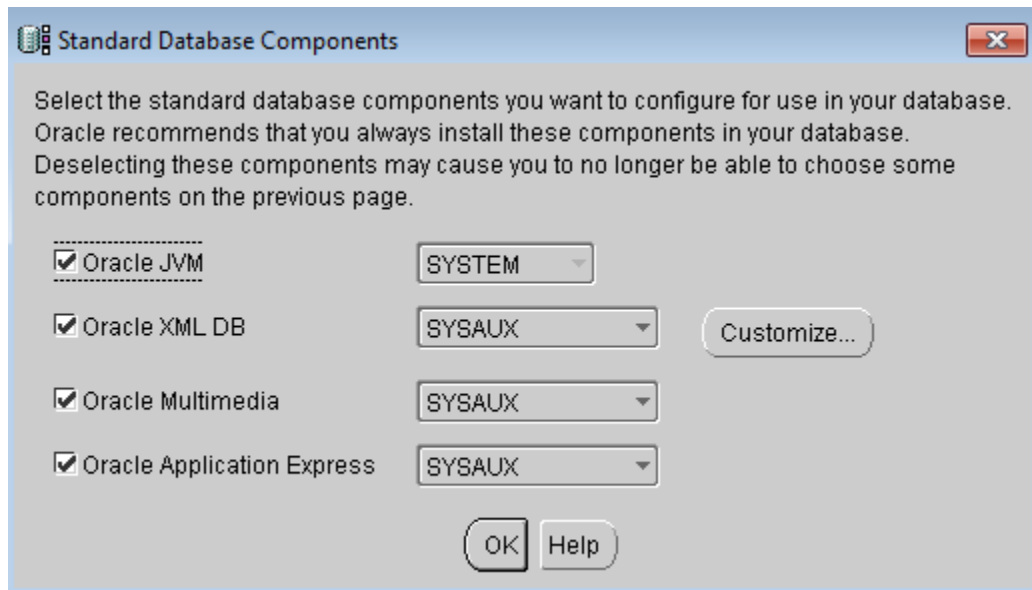 Standard Database Components
Select the standard database components you want to configure for use in your database.
Oracle recommends that you always install these components in your database.
Deselecting these components may cause you to no longer be able to choose some
components on the previous page.
Oracle JVM SYSTEM
Oracle XML DB SYSAUX Customize...
Oracle Multimedia SYSAUX
Oracle Application Express SYSAUX
OK Help